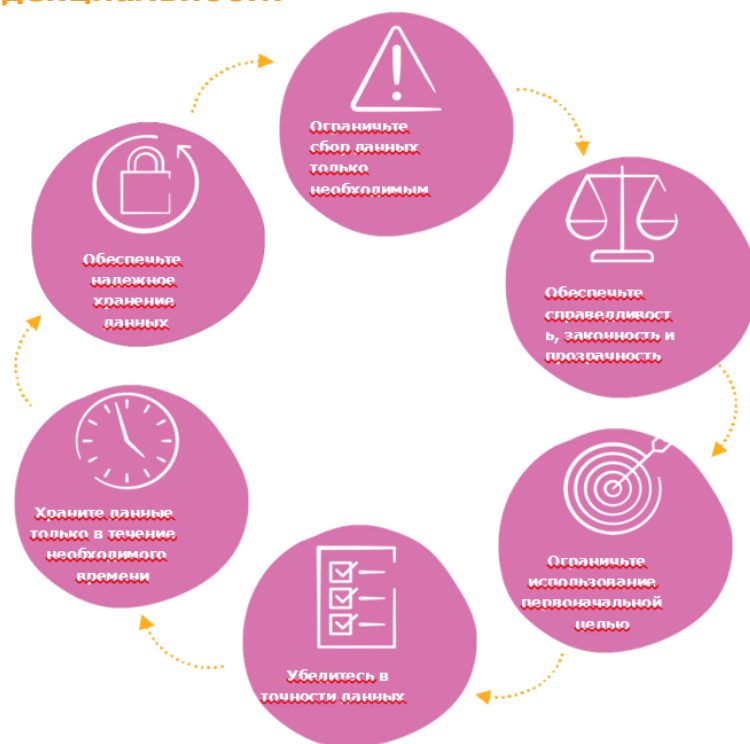 Ограничьте
сбор данных
только
необходимым
Обеспечьте
справедливост
ь, законность и
прозрачность
Ограничьте
использование
первоначальной
целью
Убедитесь в
точности данных
Храните данные
только в течение
необходимого
времени
Обеспечьте
надежное
хранение
данных